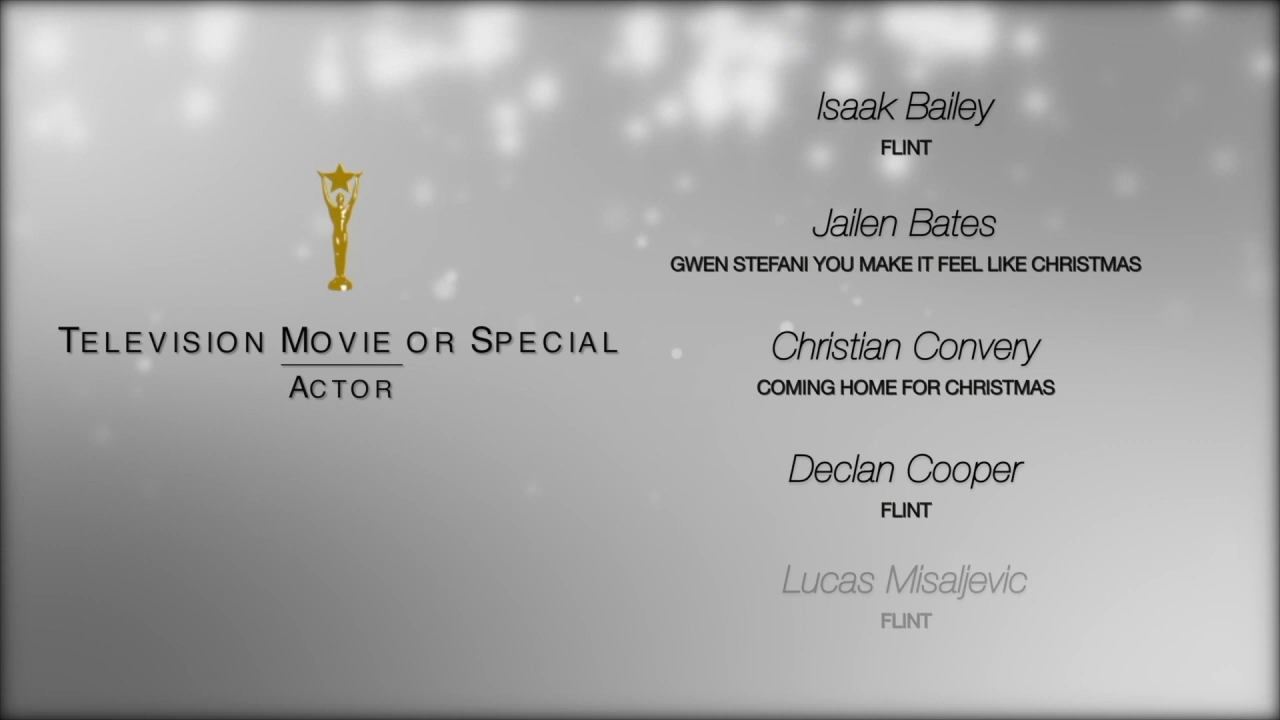 TELEVISION MOVIE OR SPECIAL
ACTOR
Isaak Bailey
FLINT
Jailen Bates
GWEN STEFANI YOU MAKE IT FEEL LIKE CHRISTMAS
Christian Convery
COMING HOME FOR CHRISTMAS
Declan Cooper
FLINT
Lucas Misaljevic
FLINT